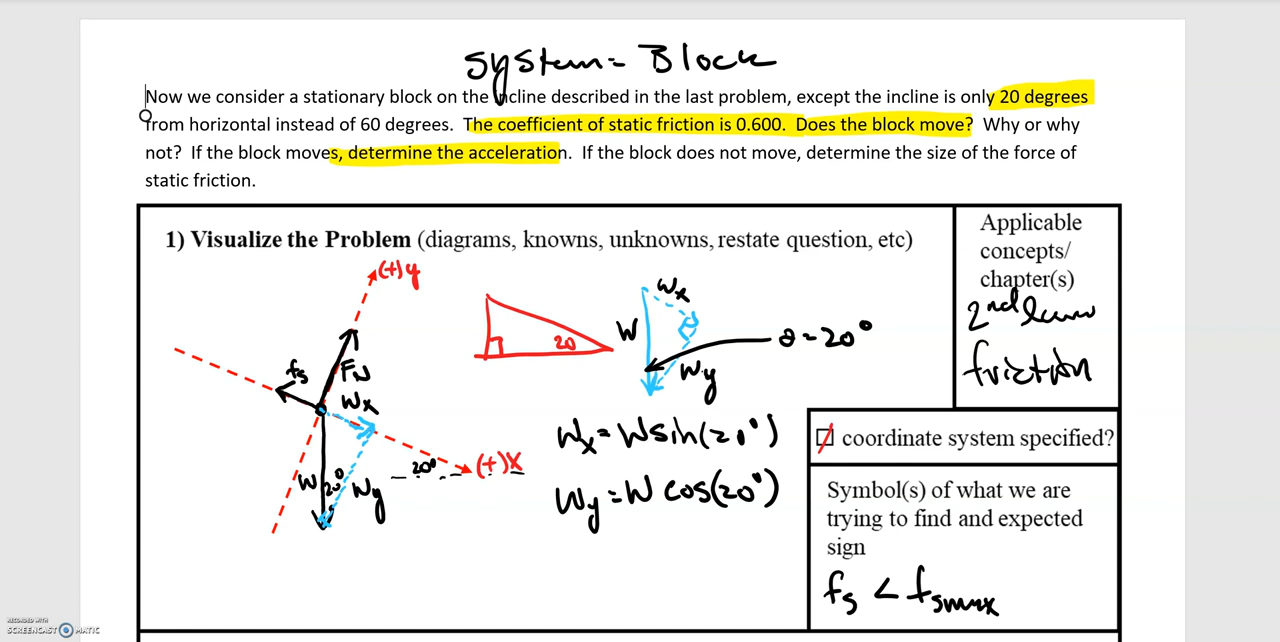 System = Block
Now we consider a stationary block on the incline described in the last problem, except the incline is only 20 degrees
from horizontal instead of 60 degrees. The coefficient of static friction is 0.600. Does the block move? Why or why
not? If the block moves, determine the acceleration. If the block does not move, determine the size of the force of
static friction.
1) Visualize the Problem (diagrams, knowns, unknowns, restate question, etc)
Applicable
concepts/
chapter(s)
2nd law
friction
(+)y
fs
FN
Wx
W
20°
Wy
20°
(+)x
20
Wx
W
Wy
θ=20°
Wx=Wsin(20°)
Wy=W cos(20°)
coordinate system specified?
Symbol(s) of what we are
trying to find and expected
sign
fs < fsmax
RECORDED WITH
SCREENCAST MATIC